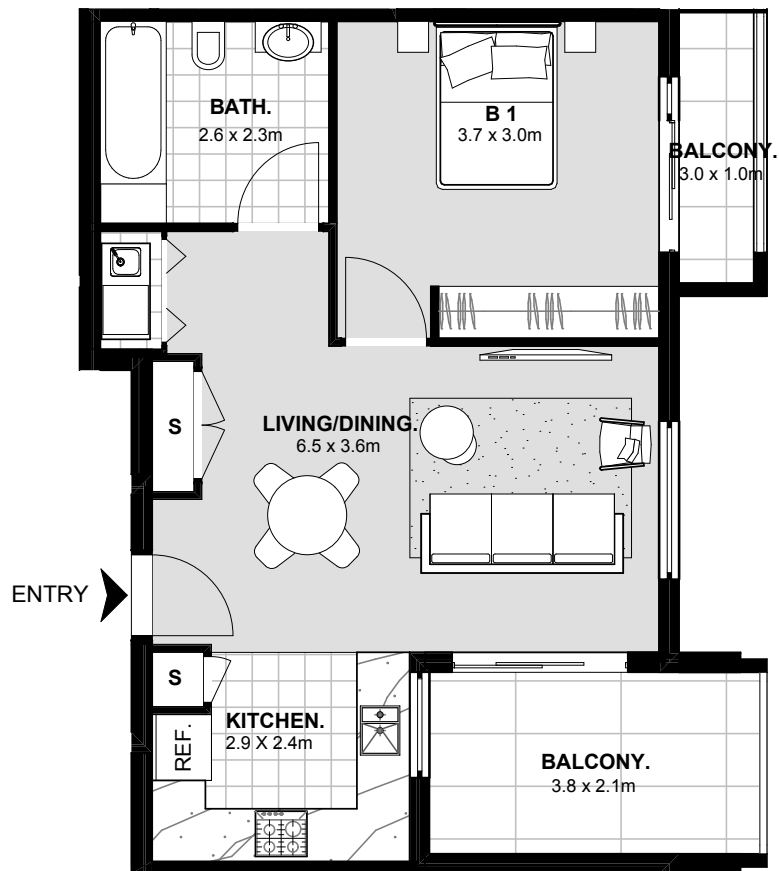 BATH.
2.6 x 2.3m
B 1
3.7 x 3.0m
BALCONY.
3.0 x 1.0m
S
LIVING/DINING.
6.5 x 3.6m
ENTRY
S
REF.
KITCHEN.
2.9 X 2.4m
BALCONY.
3.8 x 2.1m